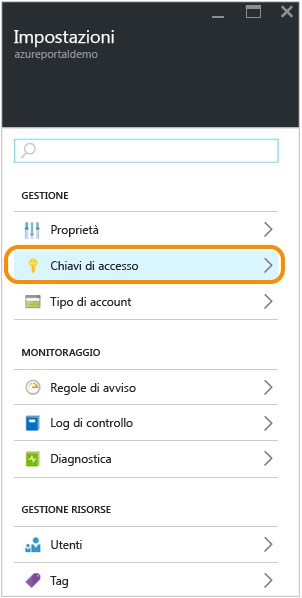 Impostazioni
azureportaldemo
GESTIONE
Proprietà
Chiavi di accesso
Tipo di account
MONITORAGGIO
Regole di avviso
Log di controllo
Diagnostica
GESTIONE RISORSE
Utenti
Tag